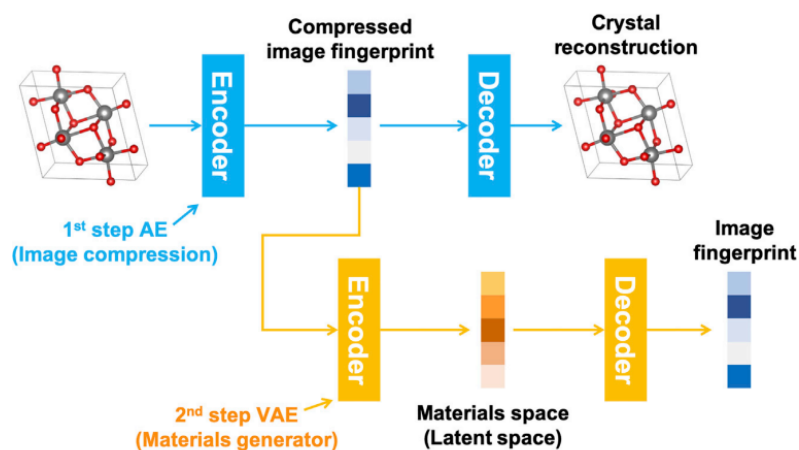 Compressed
image fingerprint
Crystal
reconstruction
Encoder
Decoder
1st step AE
(Image compression)
Image
fingerprint
Encoder
Decoder
2nd step VAE
(Materials generator)
Materials space
(Latent space)